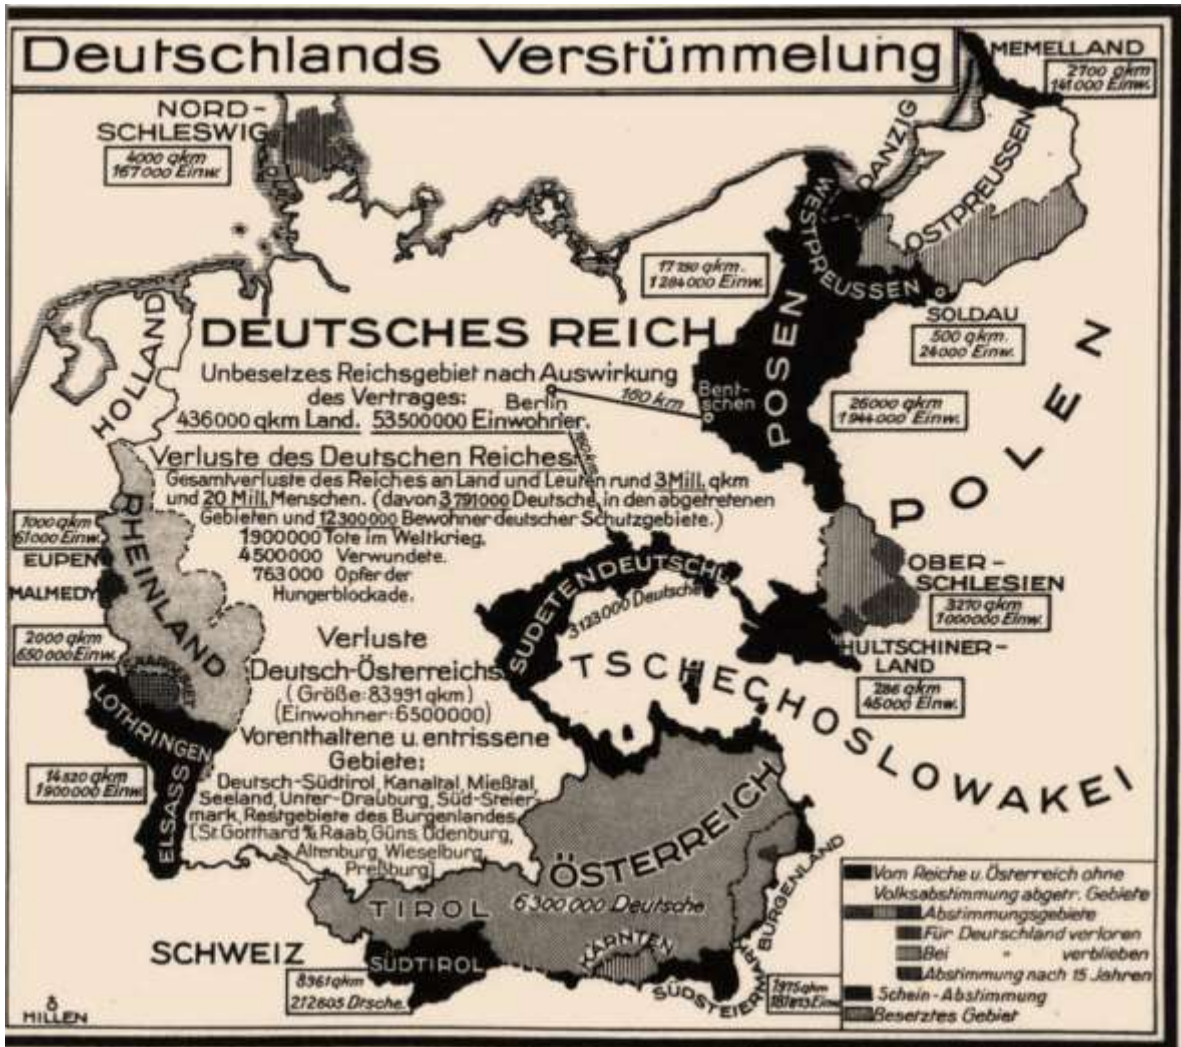 Deutschlands Verstümmelung
MEMELLAND
2700 qkm
141000 Einw.
NORD-
SCHLESWIG
4000 qkm
167000 Einw.
DANZIG
OSTPREUSSEN
WESTPREUSSEN
17780 qkm.
1284000 Einw.
SOLDAU
500 qkm.
24000 Einw.
HOLLAND
DEUTSCHES REICH
Unbesetzes Reichsgebiet nach Auswirkung
des Vertrages:
Berlin
160 km
Bent-
schen
POSEN
436000 qkm Land. 53500000 Einwohner.
26000 qkm
1944000 Einw.
POLEN
Verluste des Deutschen Reiches:
Gesamtverluste des Reiches an Land und Leuten rund 3 Mill. qkm
und 20 Mill. Menschen. (davon 3791000 Deutsche in den abgetretenen
Gebieten und 12300000 Bewohner deutscher Schutzgebiete.)
1900000 Tote im Weltkrieg.
4500000 Verwundete.
763000 Opfer der
Hungerblockade.
RHEINLAND
1000 qkm
61000 Einw.
EUPEN
MALMEDY
2000 qkm
650000 Einw.
SUDETENDEUTSCHL.
3123000 Deutsche
OBER-
SCHLESIEN
3270 qkm
1000000 Einw.
HULTSCHINER-
LAND
286 qkm
45000 Einw.
TSCHECHOSLOWAKEI
Verluste
Deutsch-Österreichs
(Größe: 83991 qkm)
(Einwohner: 6500000)
Vorenthaltene u. entrissene
Gebiete:
Deutsch-Südtirol, Kanaltal, Mießtal,
Seeland, Unter-Drauburg, Süd-Steier-
mark, Restgebiete des Burgenlandes.
(St. Gotthard a/d Raab, Güns, Ödenburg,
Altenburg, Wieselburg,
Preßburg)
LOTHRINGEN
ELSASS
14520 qkm
1900000 Einw.
ÖSTERREICH
6300000 Deutsche
TIROL
SÜDTIROL
KÄRNTEN
SÜDSTEIERMARK
BURGENLAND
SCHWEIZ
8961 qkm
212805 Dtsche.
Vom Reiche u. Österreich ohne
Volksabstimmung abgetr. Gebiete
Abstimmungsgebiete
Für Deutschland verloren
Bei " verblieben
Abstimmung nach 15 Jahren
Schein-Abstimmung
Besetztes Gebiet
MILLEN